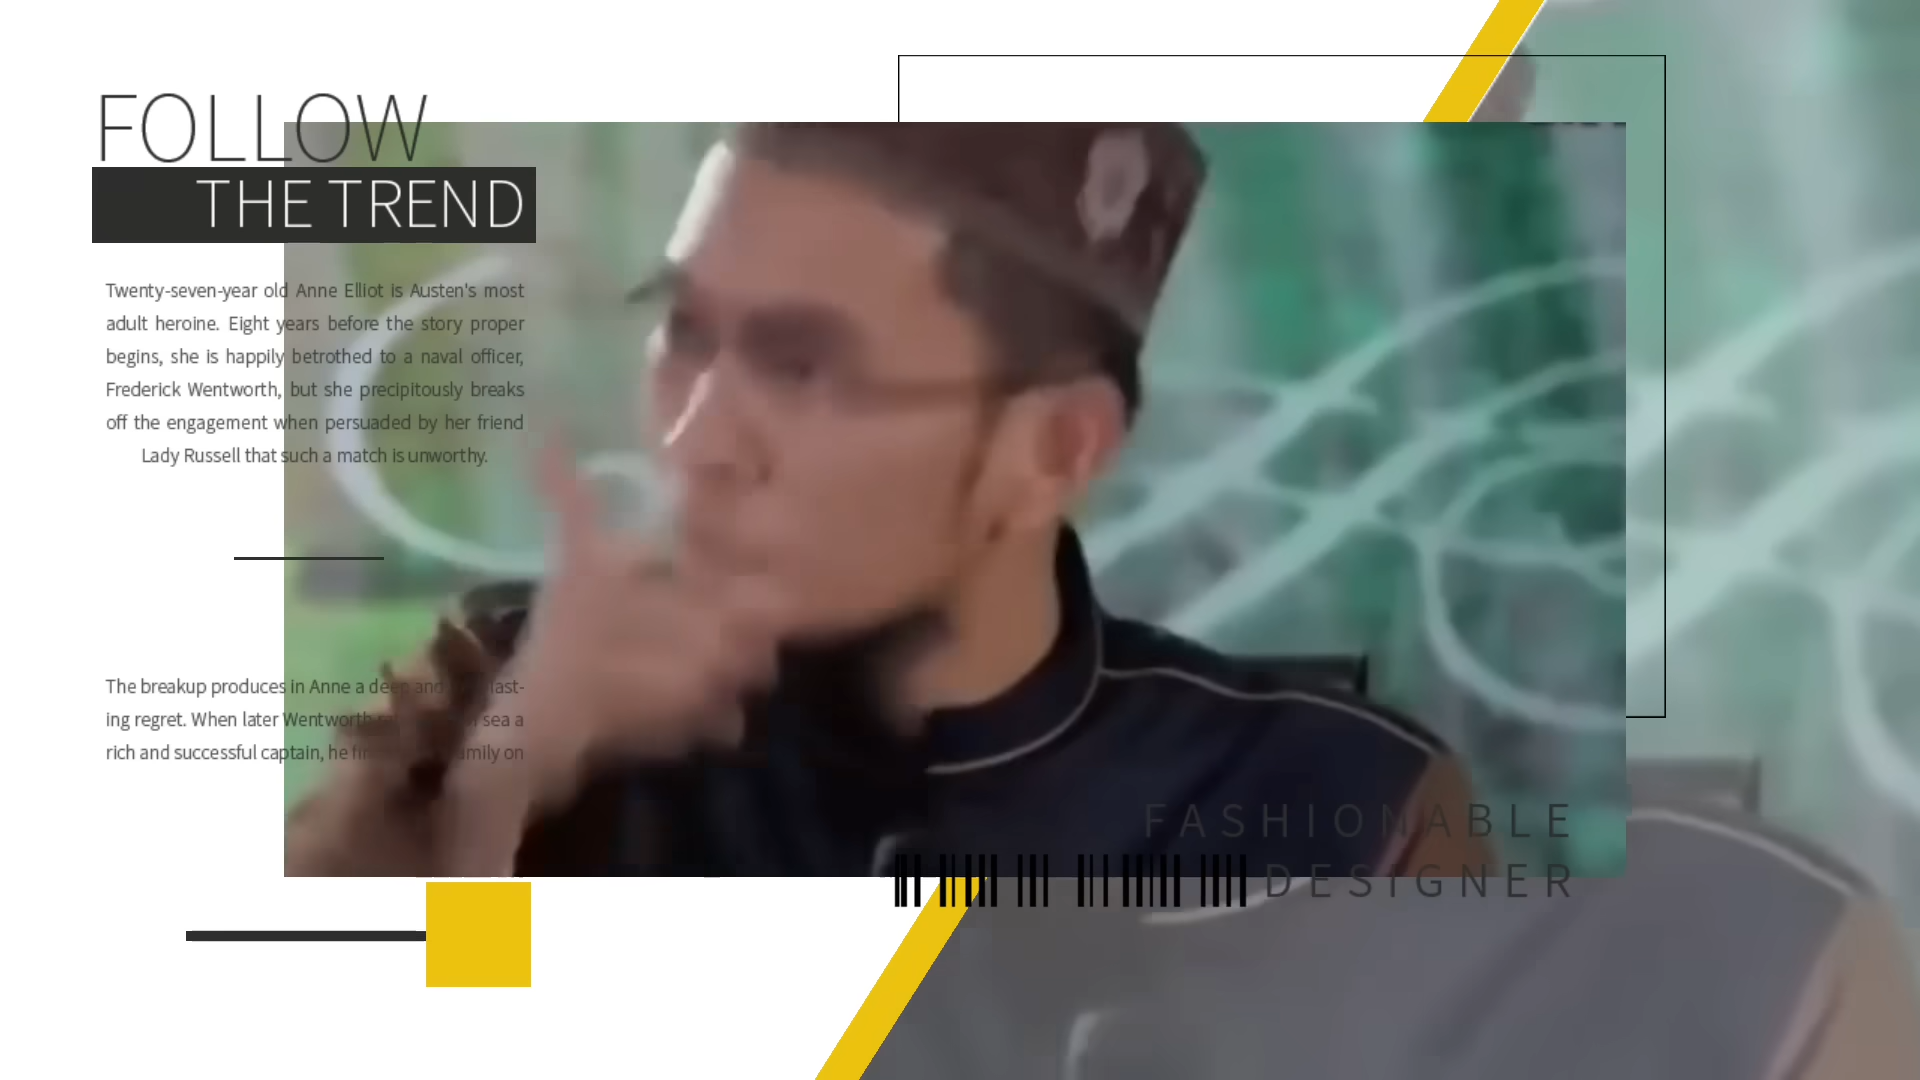 FOLLOW
THE TREND
Twenty-seven-year old Anne Elliot is Austen's most
adult heroine. Eight years before the story proper
begins, she is happily betrothed to a naval officer,
Frederick Wentworth, but she precipitously breaks
off the engagement when persuaded by her friend
Lady Russell that such a match is unworthy.
The breakup produces in Anne a deep and last-
ing regret. When later Wentworth sea a
rich and successful captain, he on
FASHIONABLE
DESIGNER